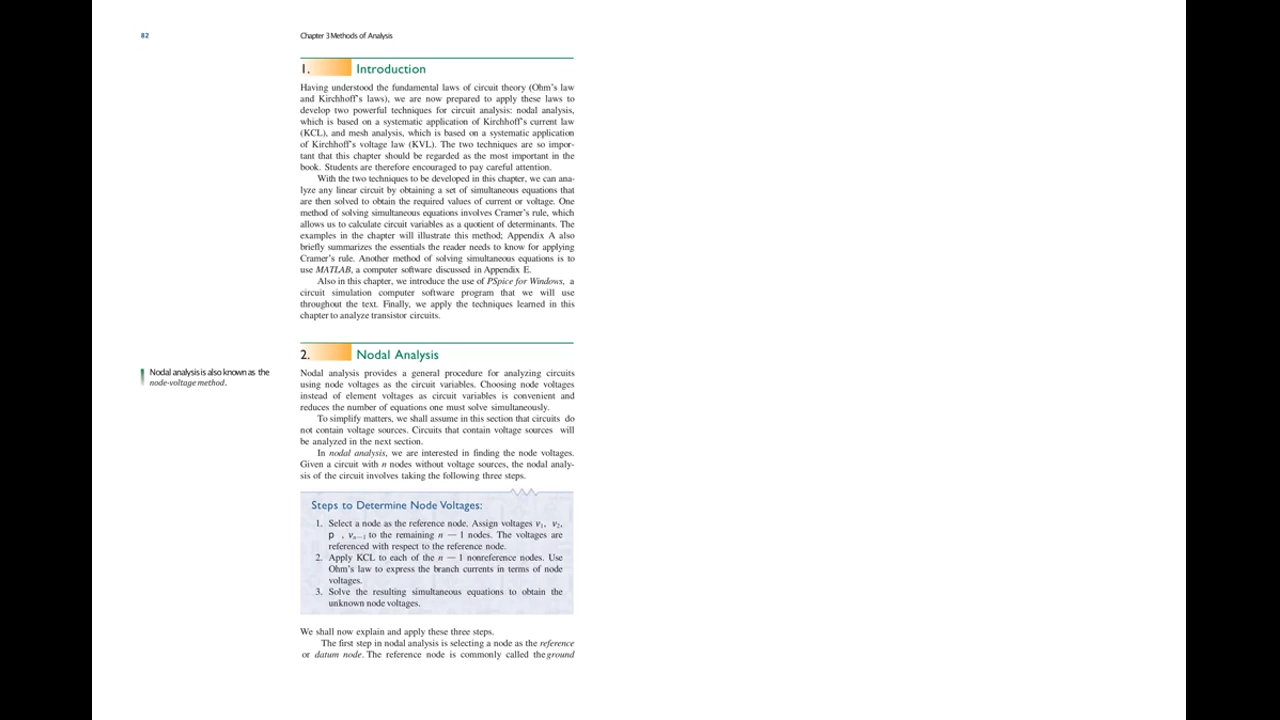 82
Chapter 3 Methods of Analysis
1. Introduction
Having understood the fundamental laws of circuit theory (Ohm's law
and Kirchhoff's laws), we are now prepared to apply these laws to
develop two powerful techniques for circuit analysis: nodal analysis,
which is based on a systematic application of Kirchhoff's current law
(KCL), and mesh analysis, which is based on a systematic application
of Kirchhoff's voltage law (KVL). The two techniques are so impor-
tant that this chapter should be regarded as the most important in the
book. Students are therefore encouraged to pay careful attention.
With the two techniques to be developed in this chapter, we can ana-
lyze any linear circuit by obtaining a set of simultaneous equations that
are then solved to obtain the required values of current or voltage. One
method of solving simultaneous equations involves Cramer's rule, which
allows us to calculate circuit variables as a quotient of determinants. The
examples in the chapter will illustrate this method; Appendix A also
briefly summarizes the essentials the reader needs to know for applying
Cramer's rule. Another method of solving simultaneous equations is to
use MATLAB, a computer software discussed in Appendix E.
Also in this chapter, we introduce the use of PSpice for Windows, a
circuit simulation computer software program that we will use
throughout the text. Finally, we apply the techniques learned in this
chapter to analyze transistor circuits.
2. Nodal Analysis
Nodal analysis is also known as the
node-voltage method.
Nodal analysis provides a general procedure for analyzing circuits
using node voltages as the circuit variables. Choosing node voltages
instead of element voltages as circuit variables is convenient and
reduces the number of equations one must solve simultaneously.
To simplify matters, we shall assume in this section that circuits do
not contain voltage sources. Circuits that contain voltage sources will
be analyzed in the next section.
In nodal analysis, we are interested in finding the node voltages.
Given a circuit with n nodes without voltage sources, the nodal analy-
sis of the circuit involves taking the following three steps.
Steps to Determine Node Voltages:
1. Select a node as the reference node. Assign voltages v₁, v₂,
p , vₙ₋₁ to the remaining n — 1 nodes. The voltages are
referenced with respect to the reference node.
2. Apply KCL to each of the n — 1 nonreference nodes. Use
Ohm's law to express the branch currents in terms of node
voltages.
3. Solve the resulting simultaneous equations to obtain the
unknown node voltages.
We shall now explain and apply these three steps.
The first step in nodal analysis is selecting a node as the reference
or datum node. The reference node is commonly called the ground